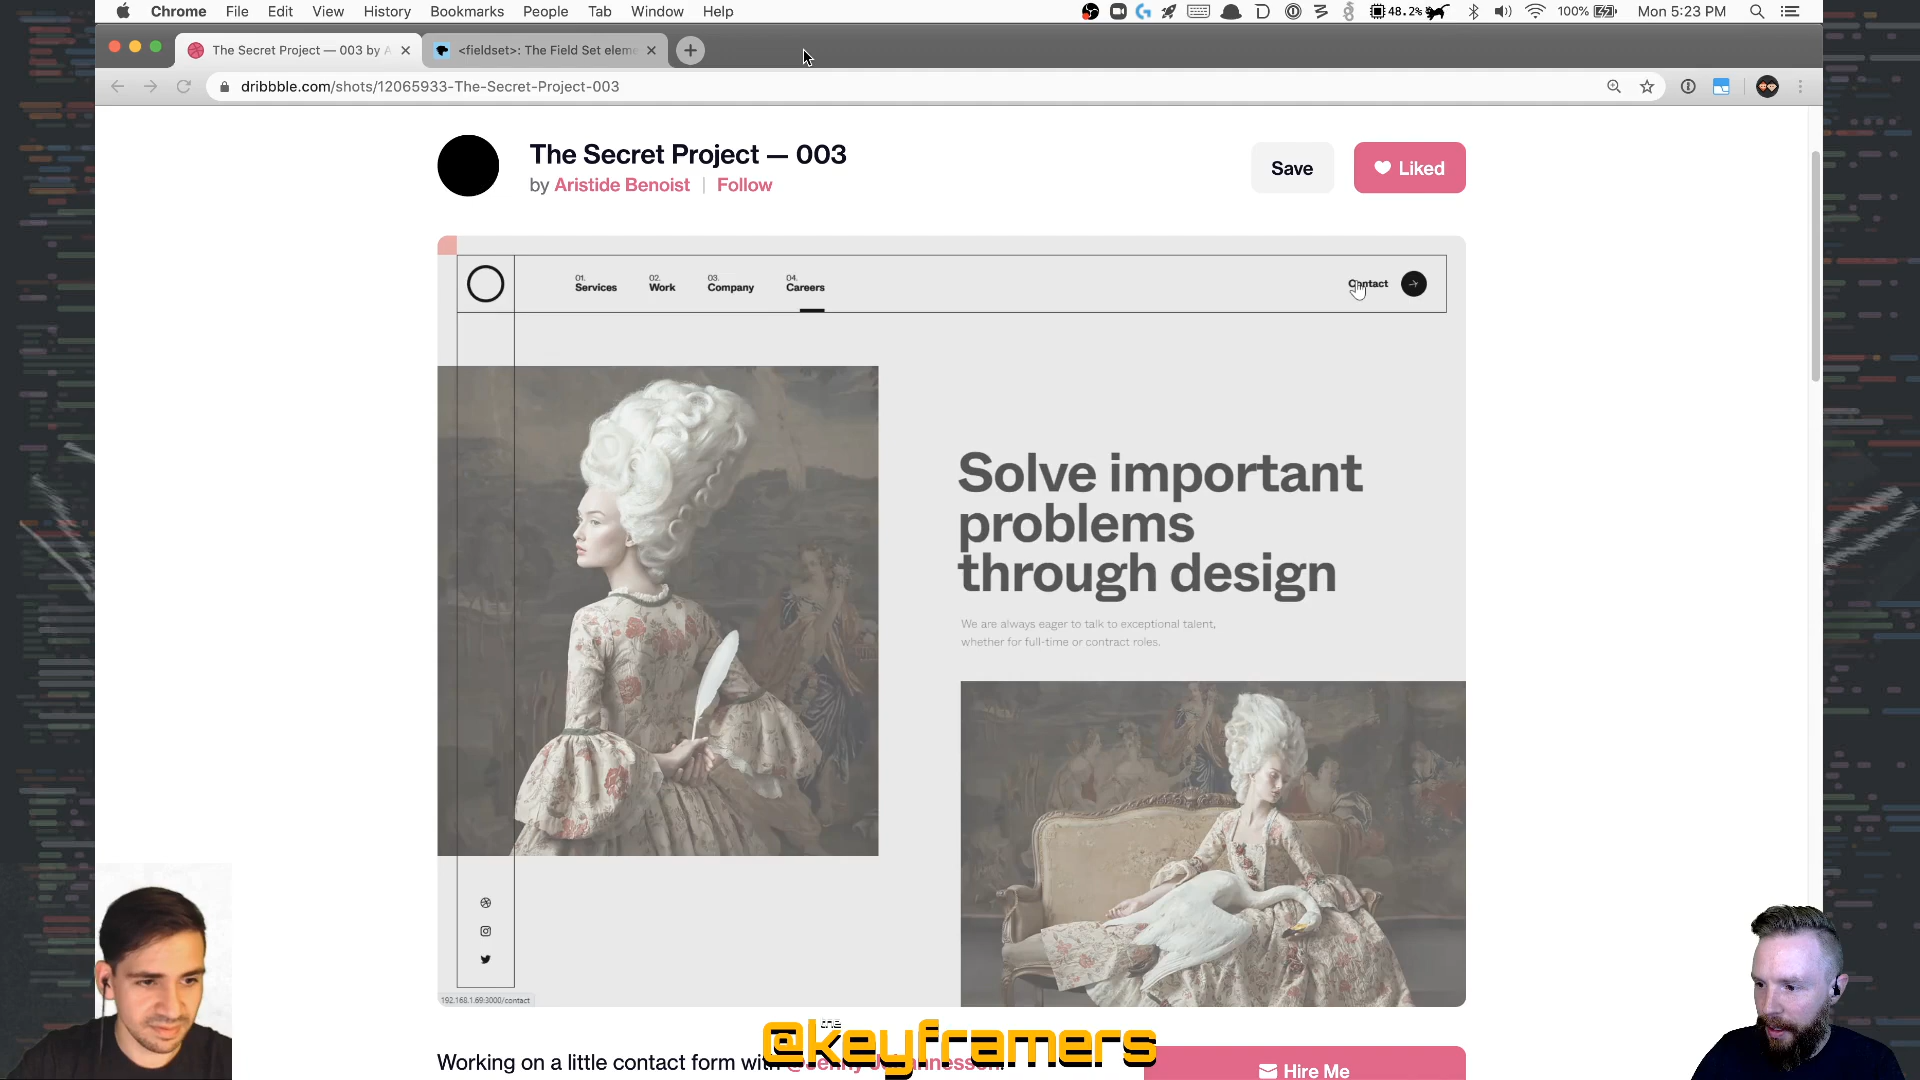 Chrome File Edit View History Bookmarks People Tab Window Help
48.2% 100% Mon 5:23 PM
The Secret Project — 003 by A
<fieldset>: The Field Set eleme
dribbble.com/shots/12065933-The-Secret-Project-003
The Secret Project — 003
by Aristide Benoist | Follow
Save
Liked
01. 02. 03. 04.
Services Work Company Careers
Contact
Solve important
problems
through design
We are always eager to talk to exceptional talent,
whether for full-time or contract roles.
192.168.1.69:3000/contact
the
@keyframers
Working on a little contact form with
Hire Me